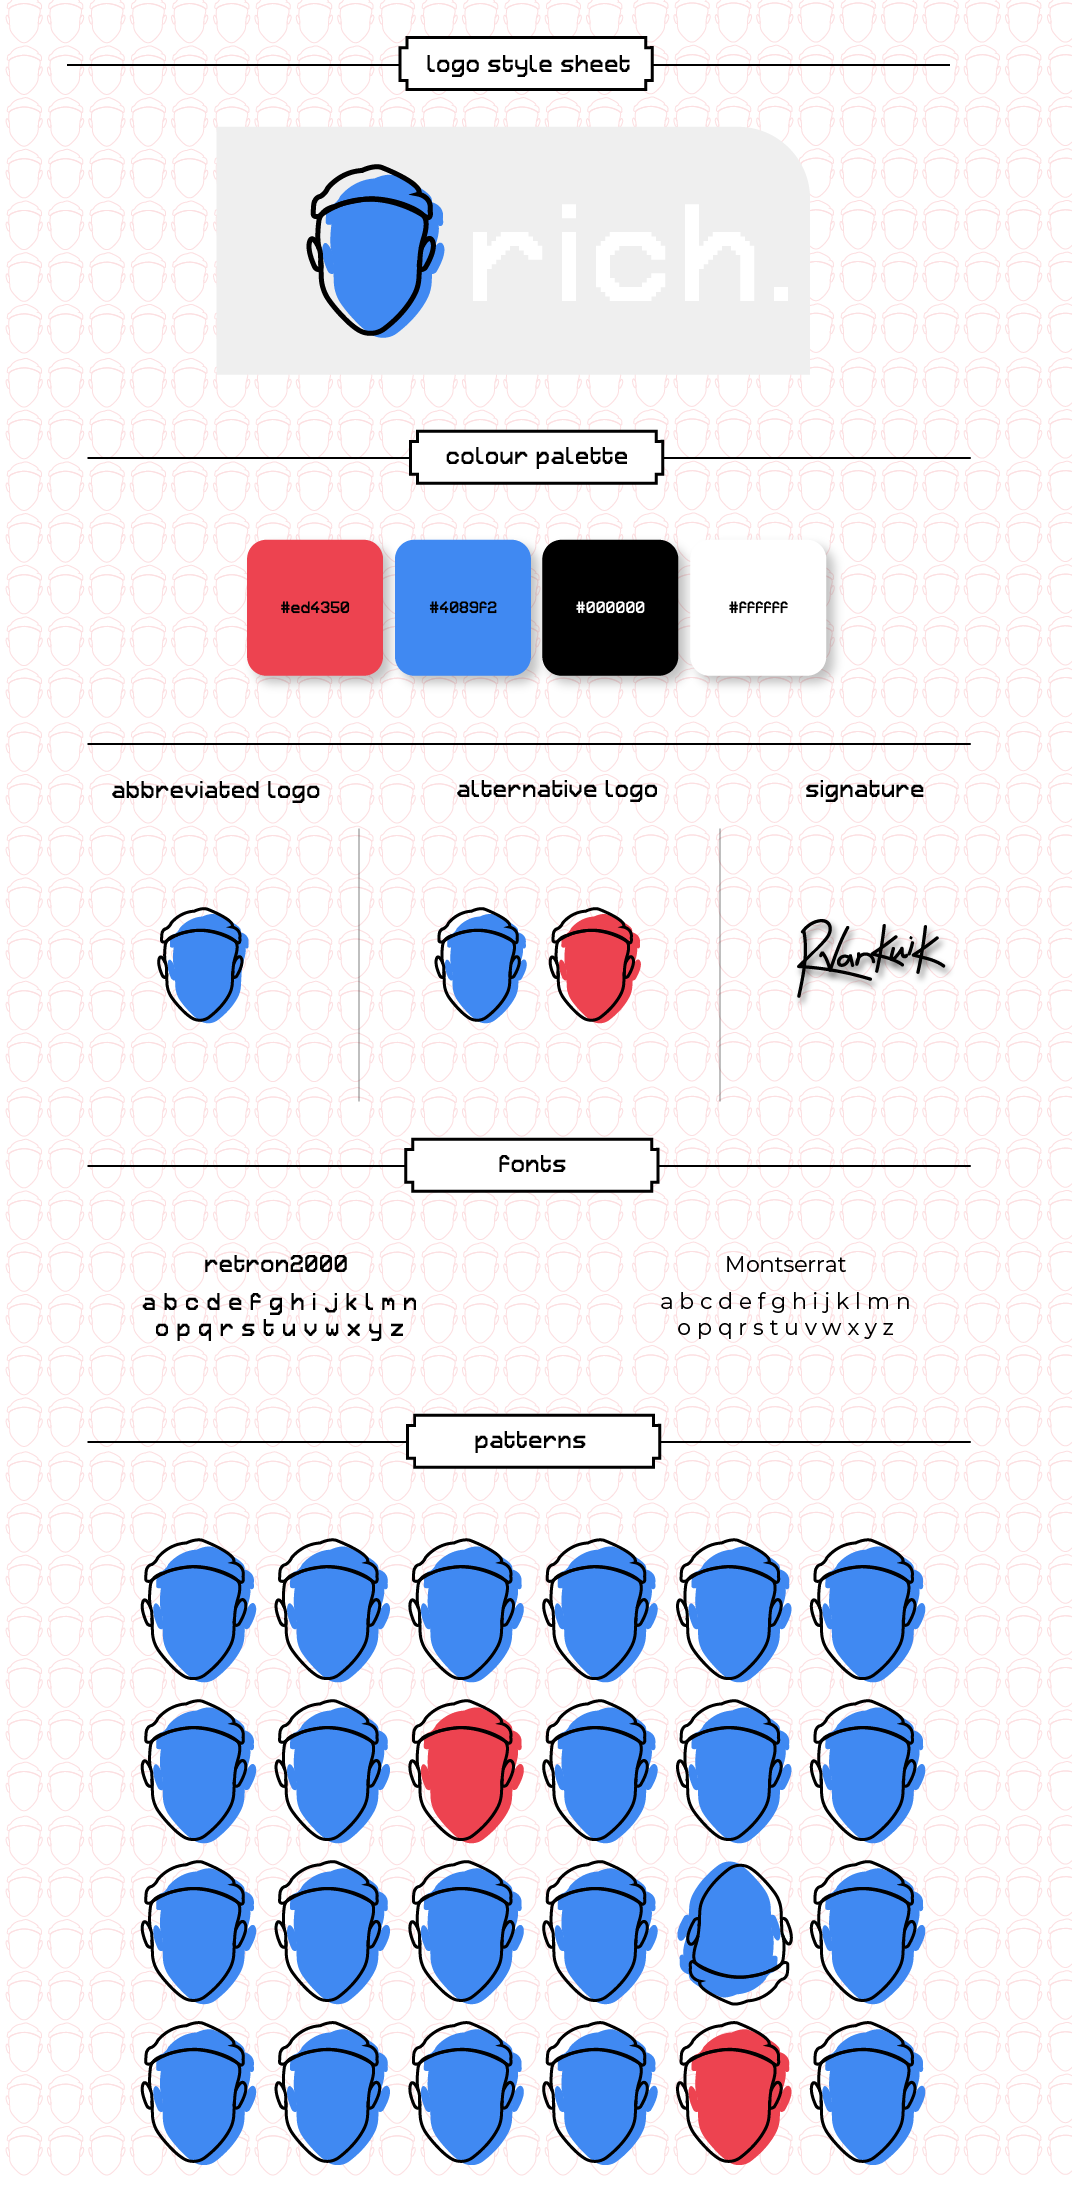 logo style sheet
rich.
colour palette
#ed4350 #4089f2 #000000 #ffffff
abbreviated logo alternative logo signature
RVanKwik
fonts
retron2000
a b c d e f g h i j k l m n
o p q r s t u v w x y z
Montserrat
a b c d e f g h i j k l m n
o p q r s t u v w x y z
patterns